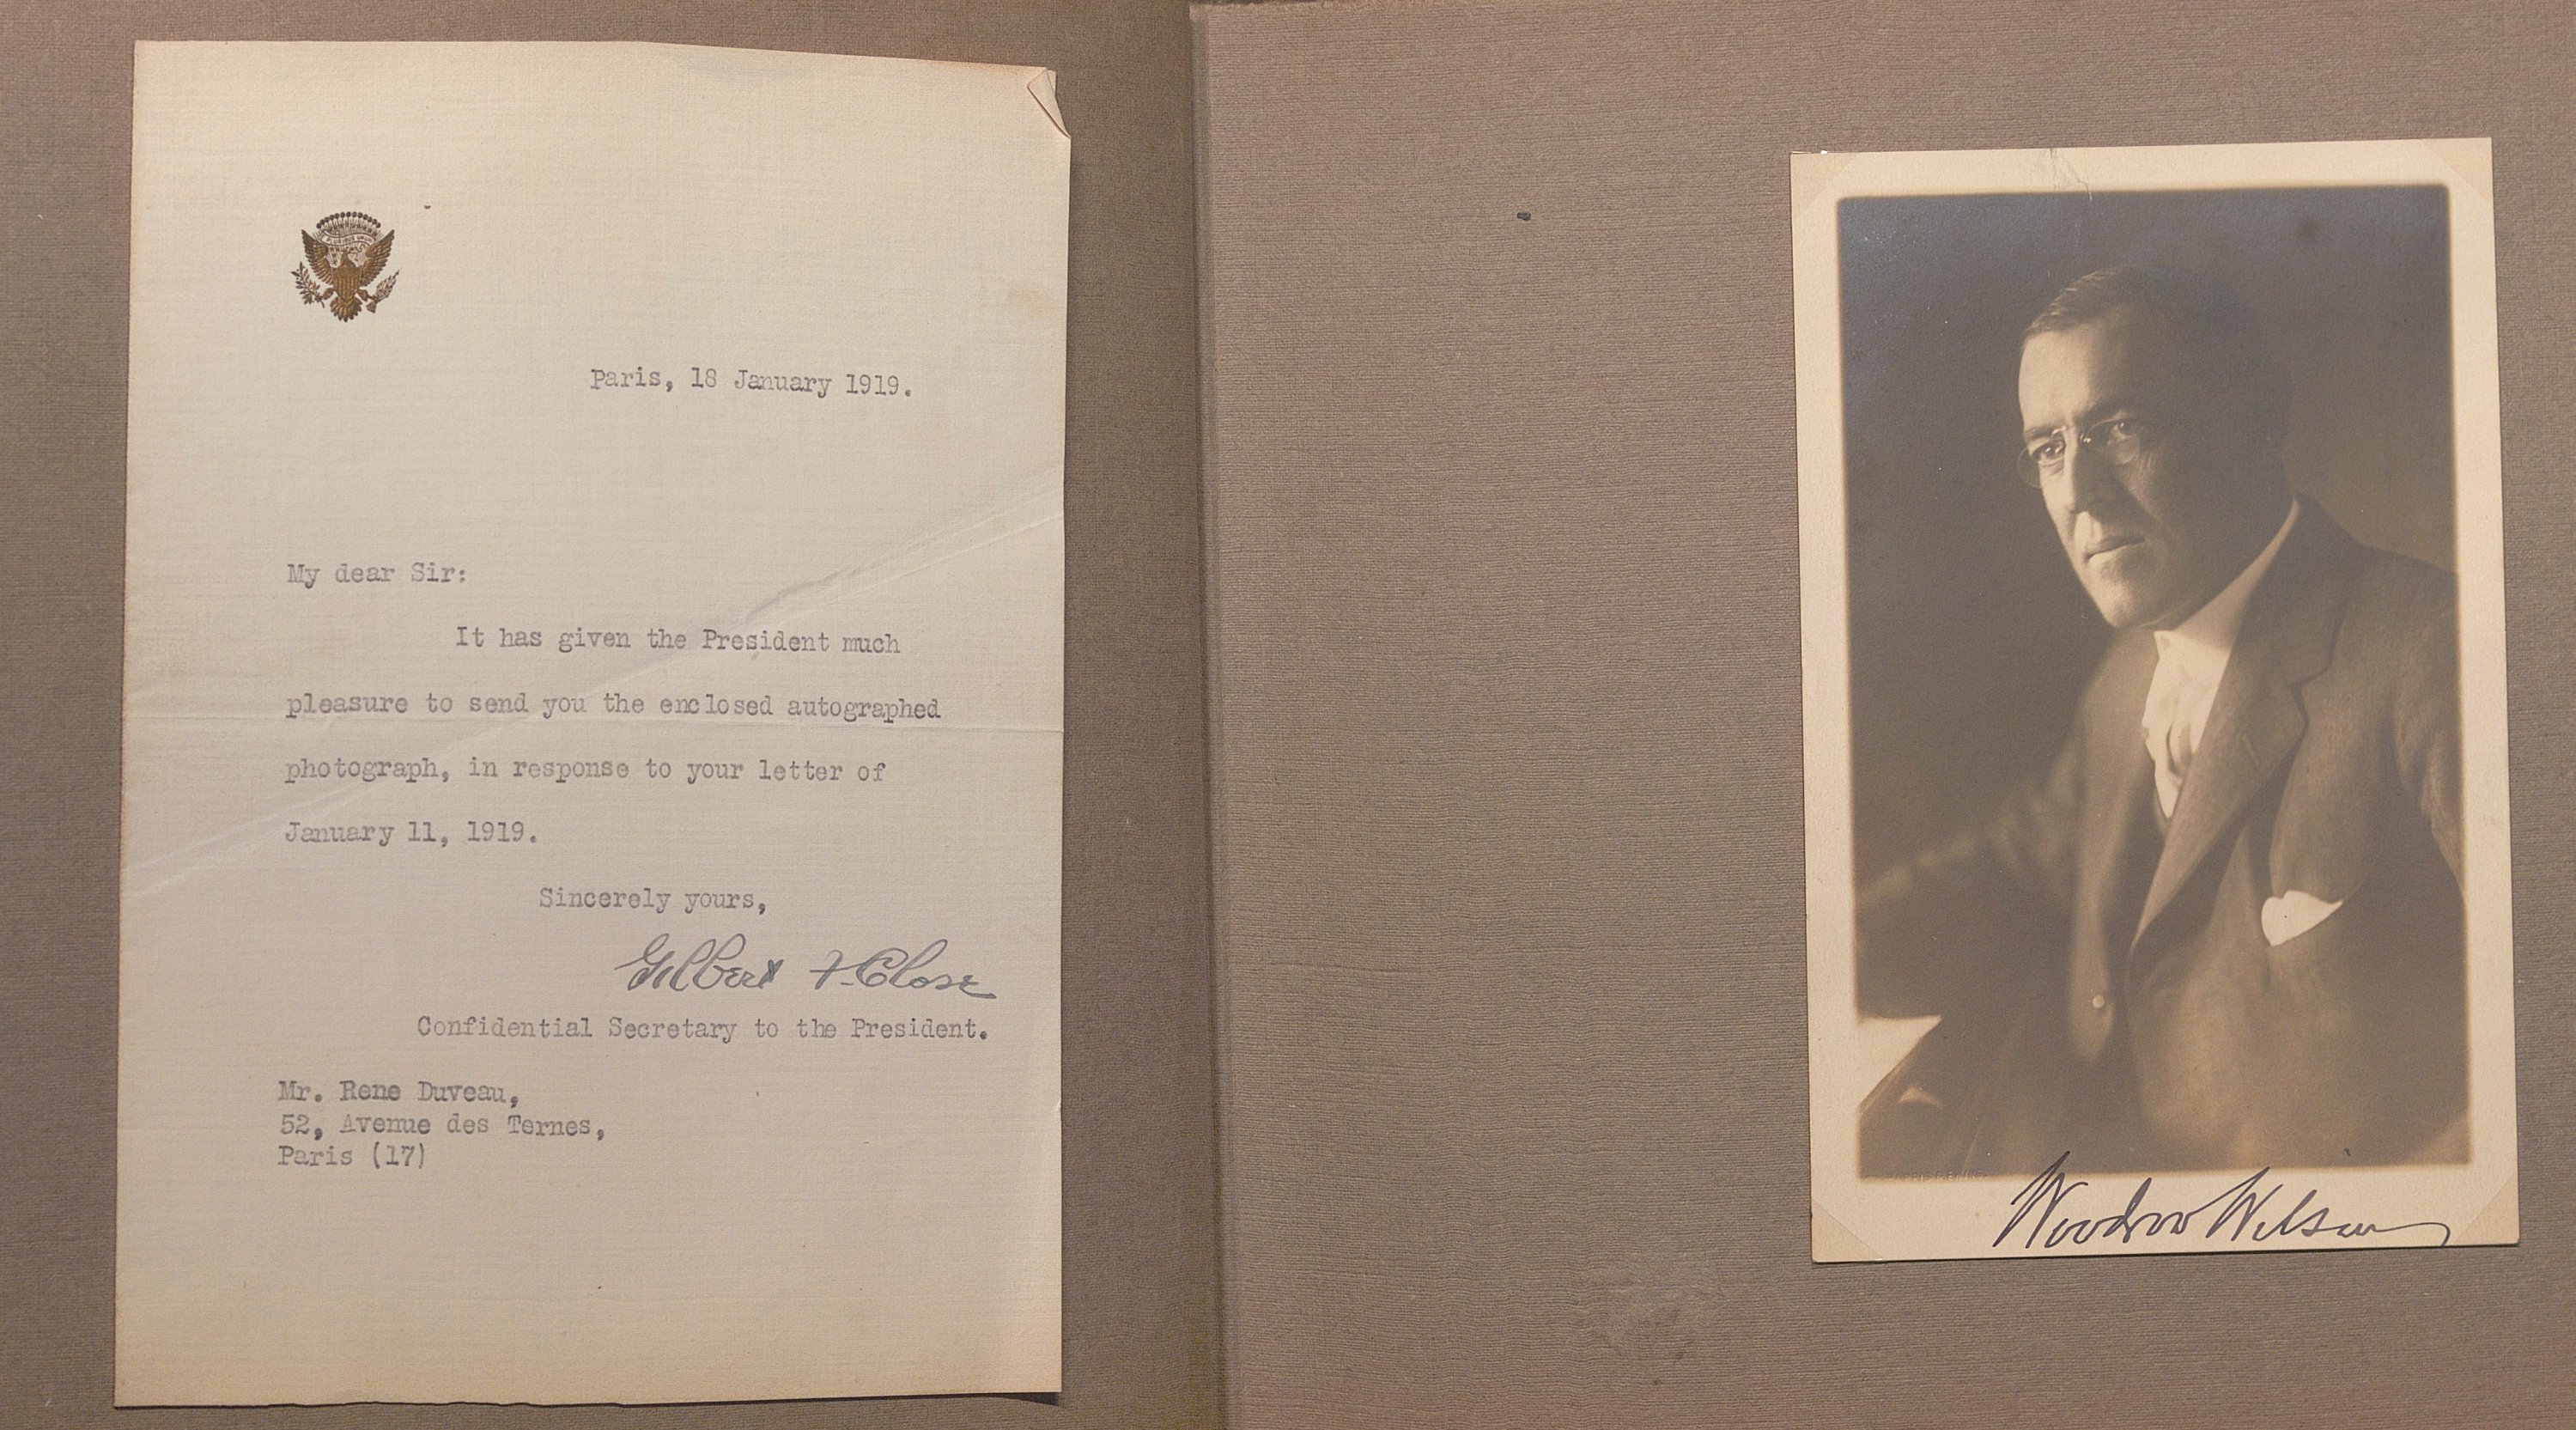 E PLURIBUS UNUM
Paris, 18 January 1919.
My dear Sir:
It has given the President much
pleasure to send you the enclosed autographed
photograph, in response to your letter of
January 11, 1919.
Sincerely yours,
Gilbert F. Close
Confidential Secretary to the President.
Mr. Rene Duveau,
52, Avenue des Ternes,
Paris (17)
Woodrow Wilson